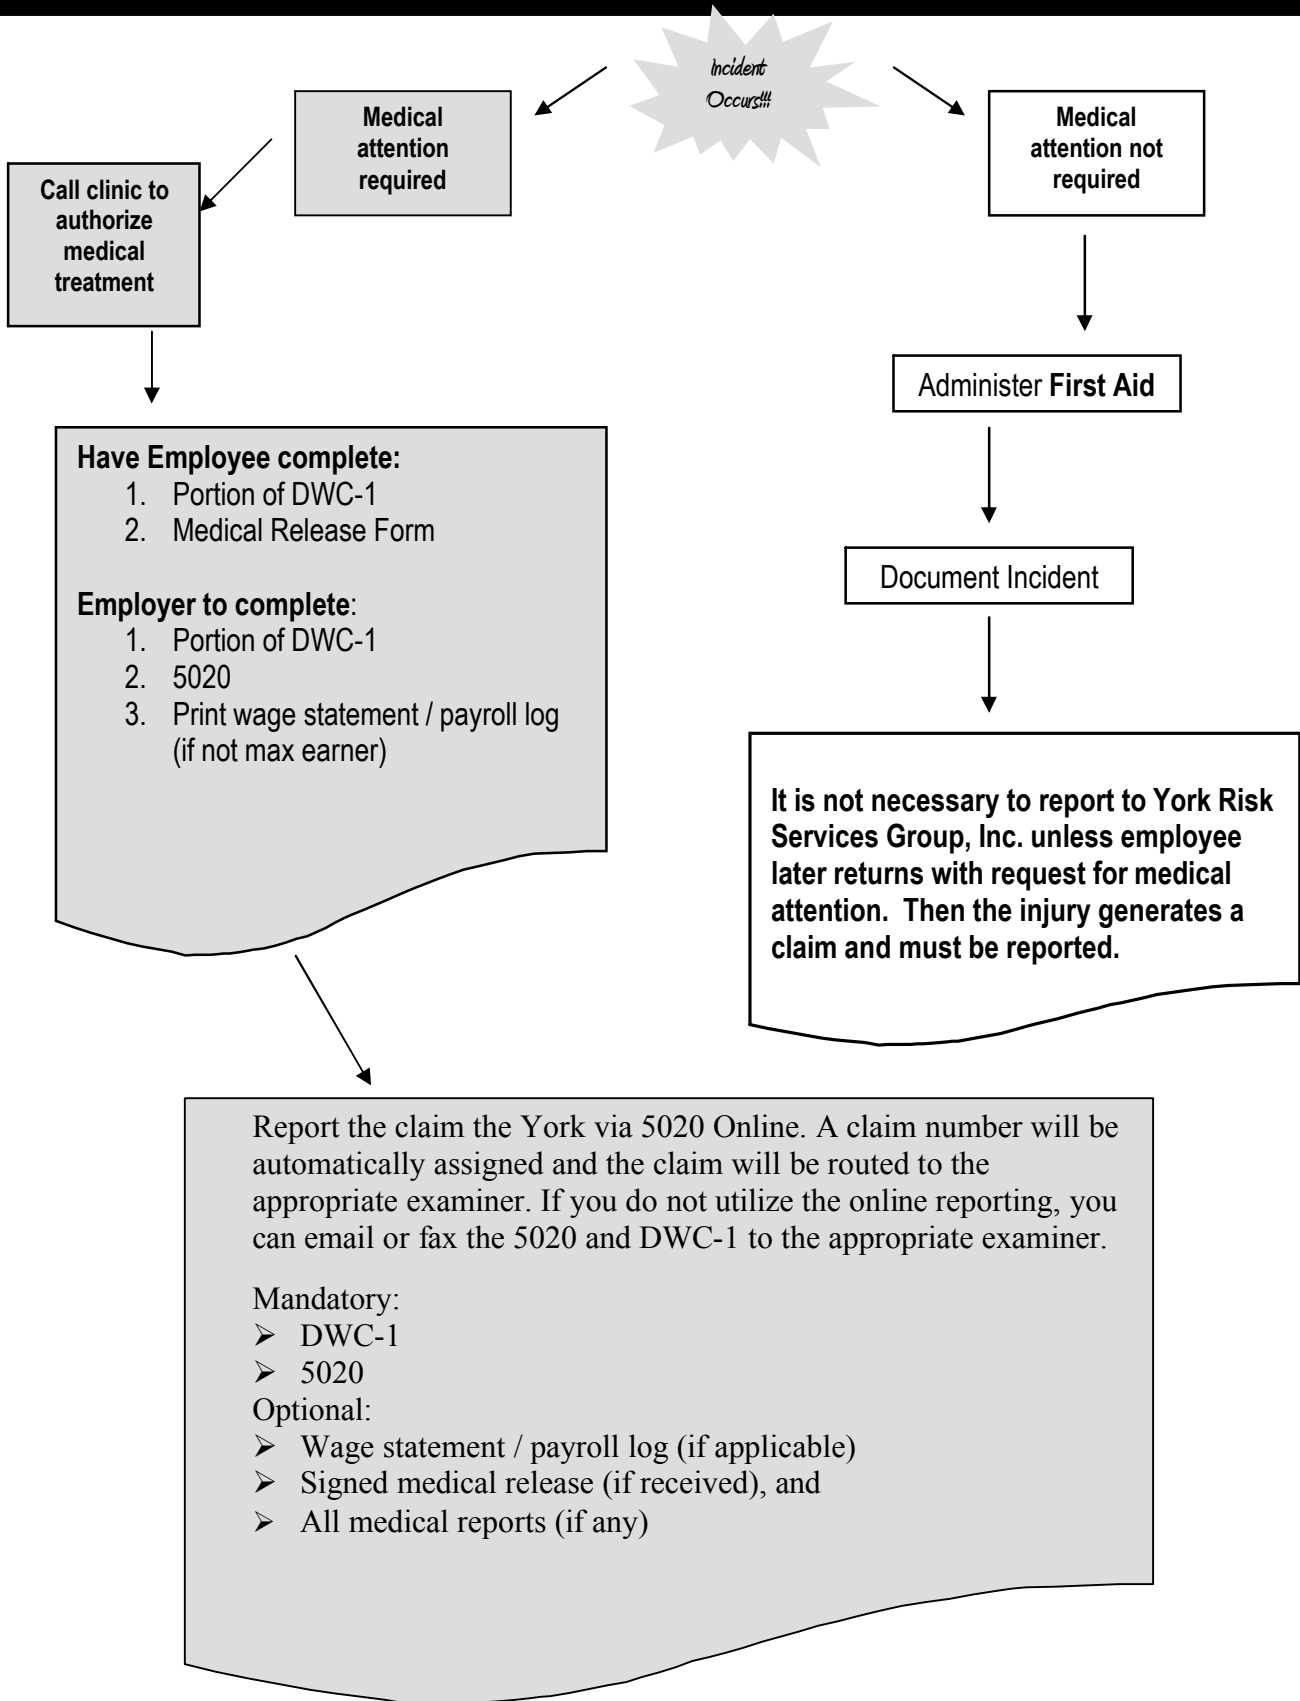 Incident
Occurs!!!
Medical
attention
required
Medical
attention not
required
Call clinic to
authorize
medical
treatment
Administer First Aid
Have Employee complete:
1. Portion of DWC-1
2. Medical Release Form
Employer to complete:
1. Portion of DWC-1
2. 5020
3. Print wage statement / payroll log
(if not max earner)
Document Incident
It is not necessary to report to York Risk
Services Group, Inc. unless employee
later returns with request for medical
attention. Then the injury generates a
claim and must be reported.
Report the claim the York via 5020 Online. A claim number will be
automatically assigned and the claim will be routed to the
appropriate examiner. If you do not utilize the online reporting, you
can email or fax the 5020 and DWC-1 to the appropriate examiner.
Mandatory:
➢ DWC-1
➢ 5020
Optional:
➢ Wage statement / payroll log (if applicable)
➢ Signed medical release (if received), and
➢ All medical reports (if any)